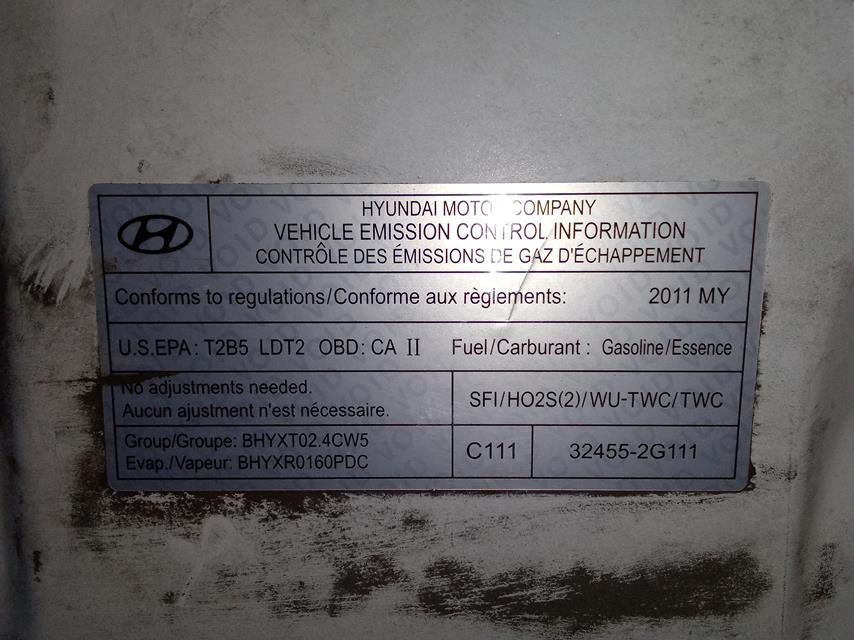 HYUNDAI MOTOR COMPANY
VEHICLE EMISSION CONTROL INFORMATION
CONTRÔLE DES ÉMISSIONS DE GAZ D'ÉCHAPPEMENT
Conforms to regulations/Conforme aux règlements: 2011 MY
U.S.EPA: T2B5 LDT2 OBD: CA II Fuel/Carburant : Gasoline/Essence
No adjustments needed.
Aucun ajustment n'est nécessaire.
SFI/HO2S(2)/WU-TWC/TWC
Group/Groupe: BHYXT02.4CW5
Evap./Vapeur: BHYXR0160PDC
C111
32455-2G111